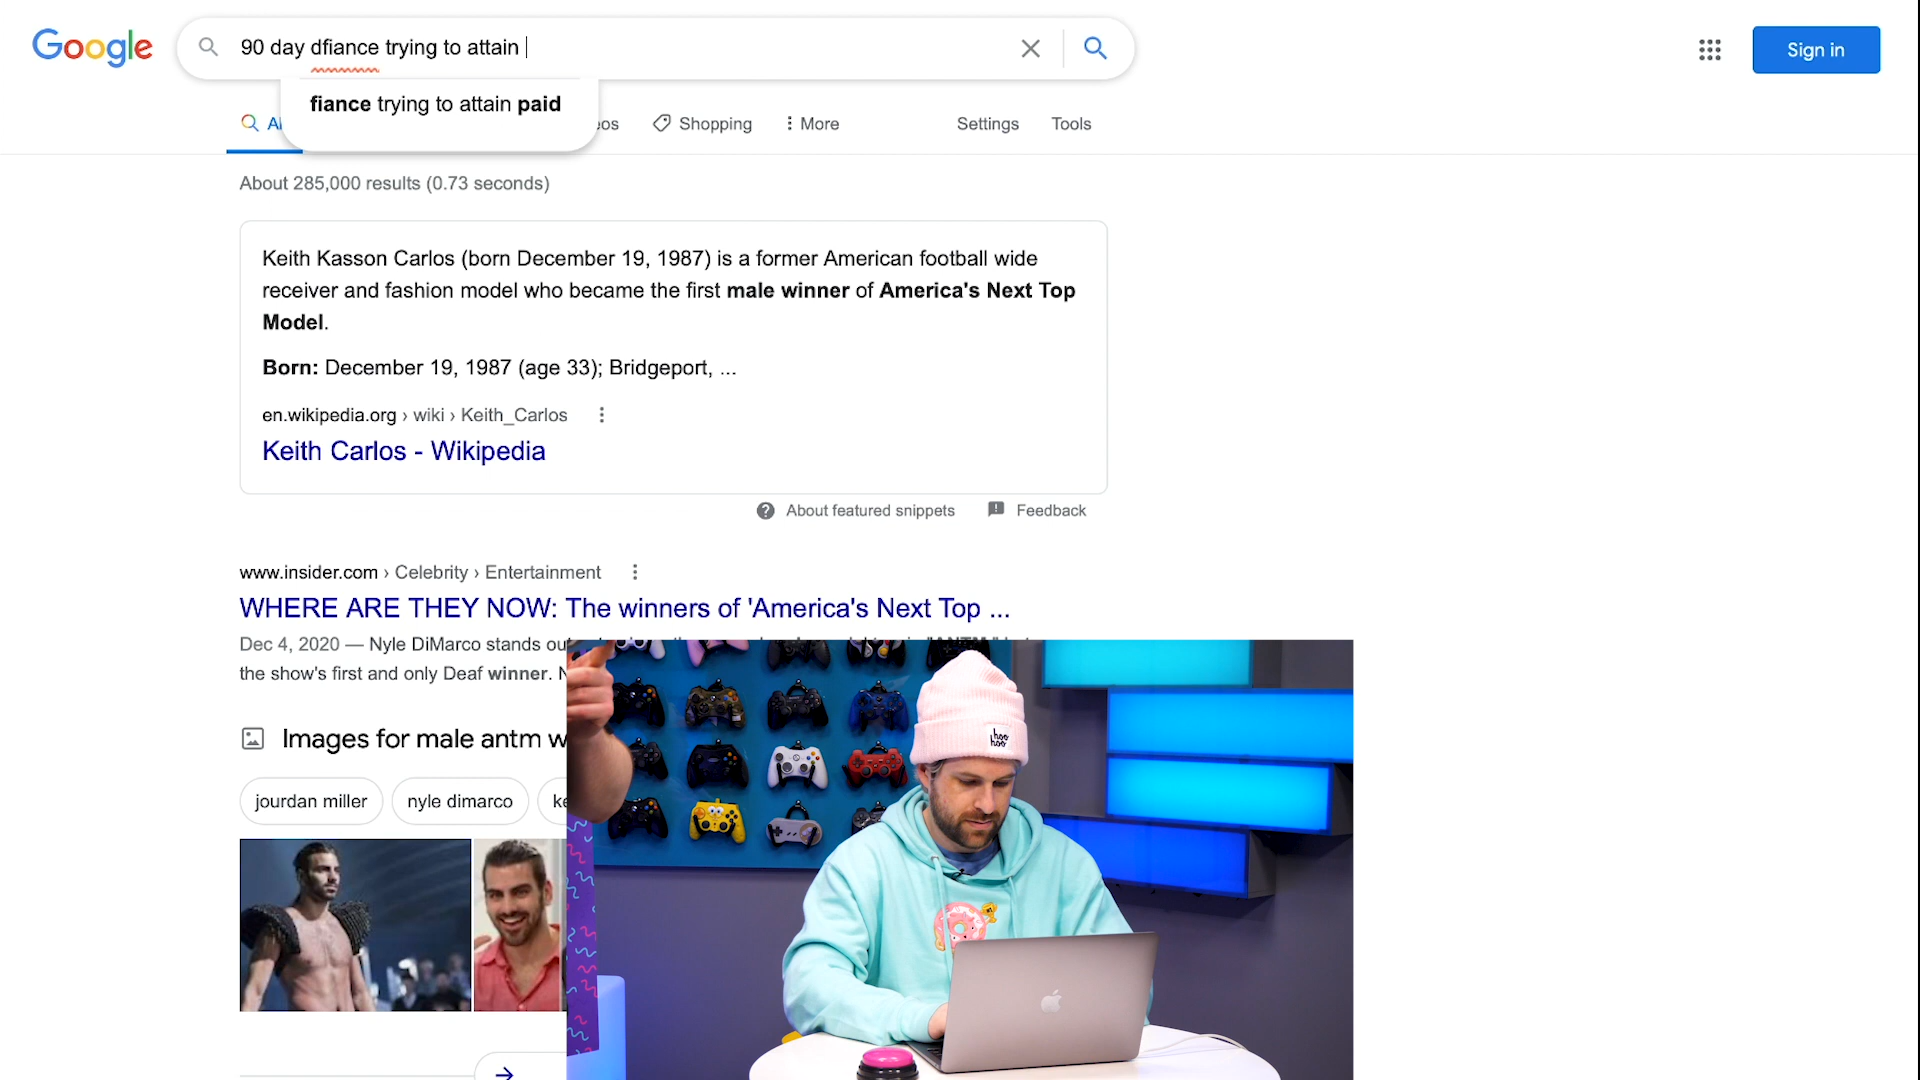 Google
90 day dfiance trying to attain
Sign in
fiance trying to attain paid
Shopping
More
Settings
Tools
About 285,000 results (0.73 seconds)
Keith Kasson Carlos (born December 19, 1987) is a former American football wide
receiver and fashion model who became the first male winner of America's Next Top
Model.
Born: December 19, 1987 (age 33); Bridgeport, ...
en.wikipedia.org › wiki › Keith_Carlos
Keith Carlos - Wikipedia
About featured snippets
Feedback
www.insider.com › Celebrity › Entertainment
WHERE ARE THEY NOW: The winners of 'America's Next Top ...
Dec 4, 2020 — Nyle DiMarco stands
the show's first and only Deaf winner.
Images for male antm
jourdan miller
nyle dimarco
hoo
hoo